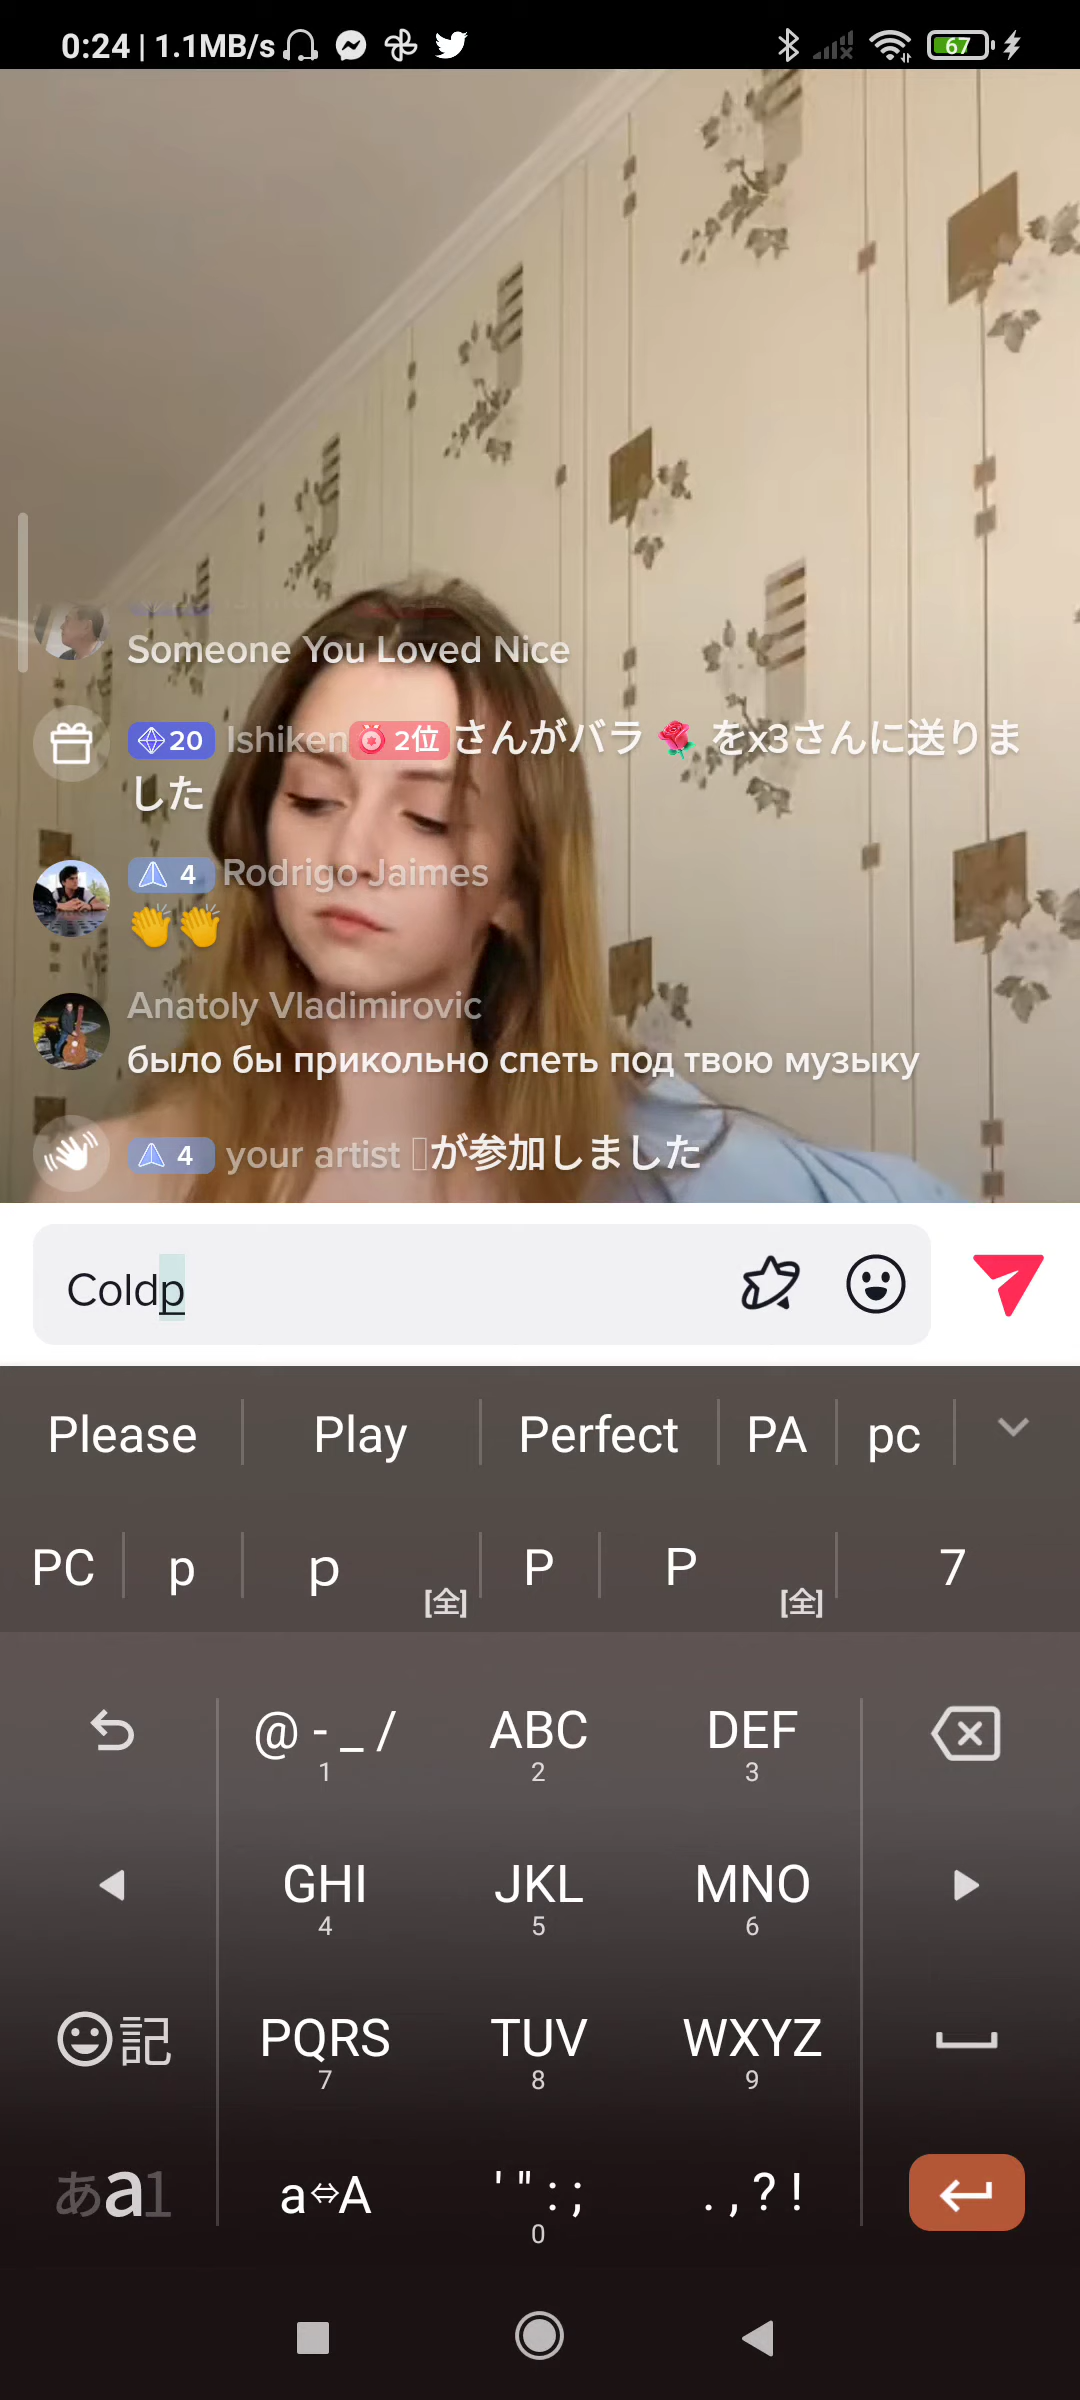 0:24 | 1.1MB/s
67
Someone You Loved Nice
20 Ishiken 2位さんがバラ 🌹 をx3さんに送りま
した
4 Rodrigo Jaimes
👏👏
Anatoly Vladimirovic
было бы прикольно спеть под твою музыку
4 your artist が参加しました
Coldp
Please Play Perfect PA pc
PC p p [全] P P [全] 7
@ - _ / ABC DEF
1 2 3
GHI JKL MNO
4 5 6
記 PQRS TUV WXYZ
7 8 9
あa1 a⇔A ' " : ; . , ? !
0